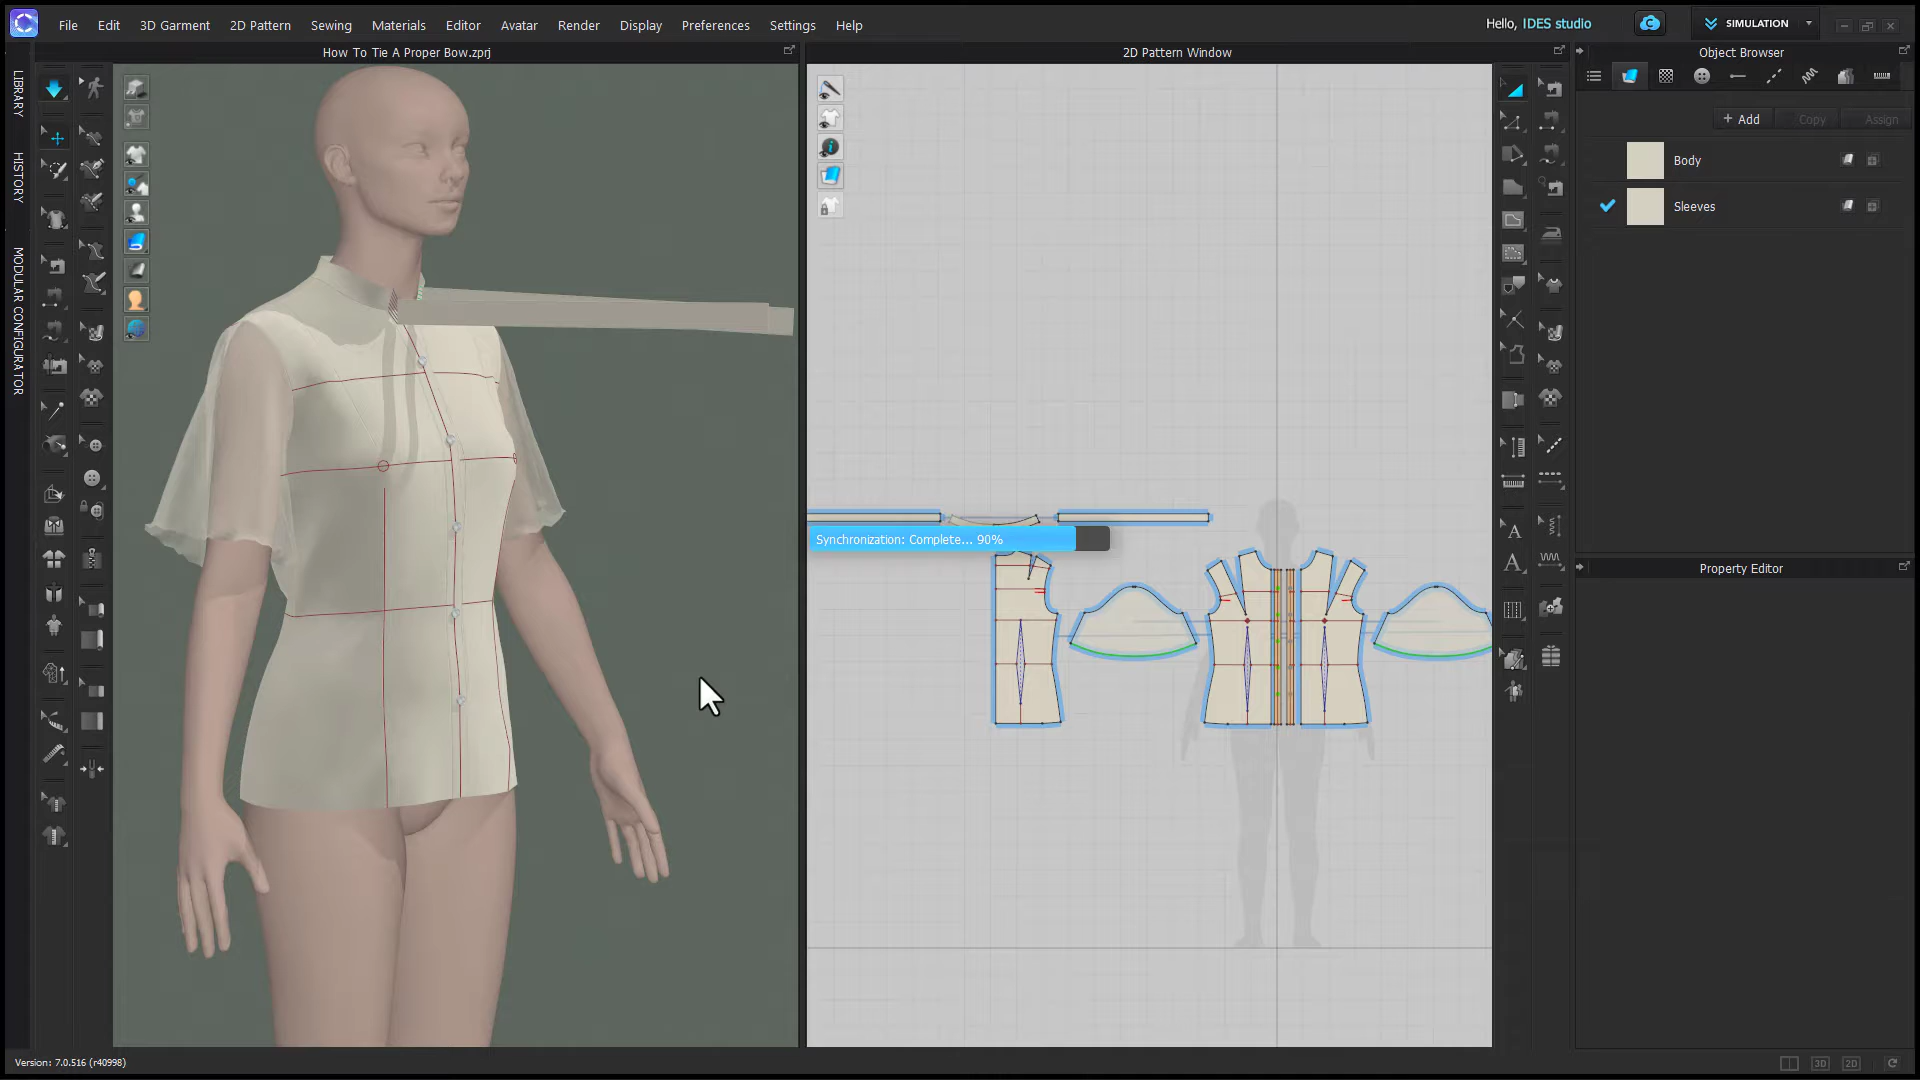 File Edit 3D Garment 2D Pattern Sewing Materials Editor Avatar Render Display Preferences Settings Help
Hello, IDES studio
SIMULATION
How To Tie A Proper Bow.zprj
2D Pattern Window
Object Browser
LIBRARY
HISTORY
MODULAR CONFIGURATOR
+ Add Copy Assign
Body
Sleeves
Synchronization: Complete... 90%
Property Editor
Version: 7.0.516 (r40998)
3D
2D